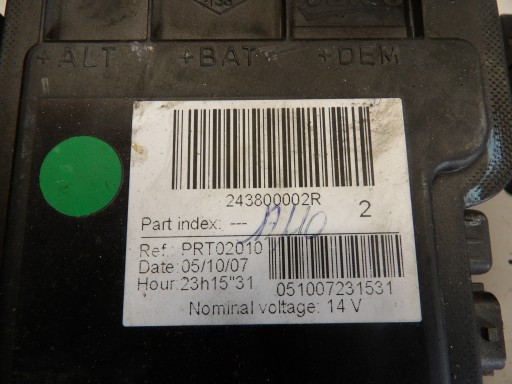 +ALT +BAT +DEM
243800002R
Part index: --- 2
Ref.: PRT02010
Date: 05/10/07
Hour: 23h15"31
051007231531
Nominal voltage: 14 V